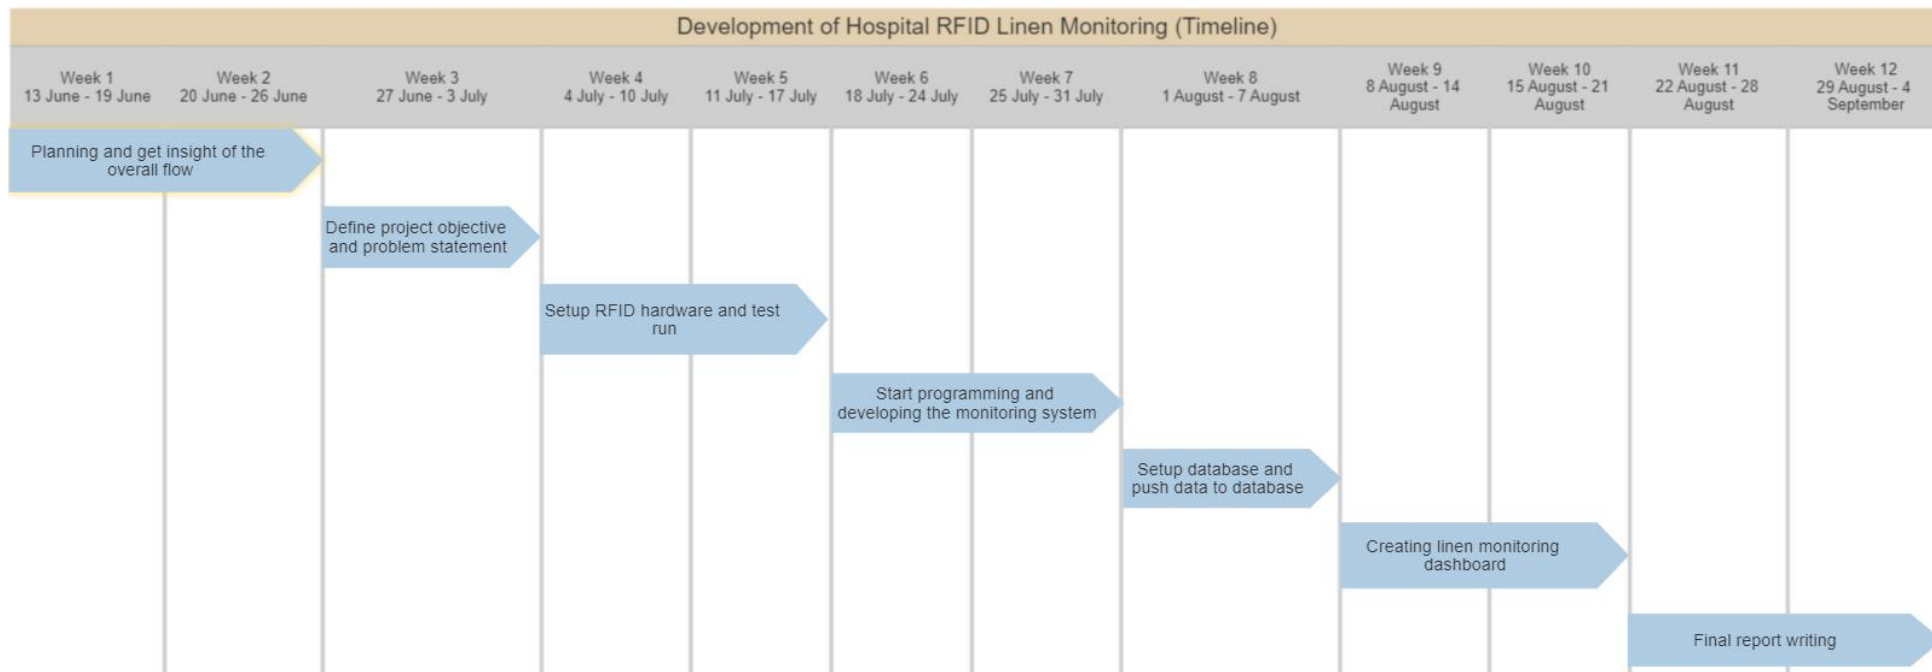 Development of Hospital RFID Linen Monitoring (Timeline)
Week 1
13 June - 19 June
Week 2
20 June - 26 June
Week 3
27 June - 3 July
Week 4
4 July - 10 July
Week 5
11 July - 17 July
Week 6
18 July - 24 July
Week 7
25 July - 31 July
Week 8
1 August - 7 August
Week 9
8 August - 14
August
Week 10
15 August - 21
August
Week 11
22 August - 28
August
Week 12
29 August - 4
September
Planning and get insight of the
overall flow
Define project objective
and problem statement
Setup RFID hardware and test
run
Start programming and
developing the monitoring system
Setup database and
push data to database
Creating linen monitoring
dashboard
Final report writing